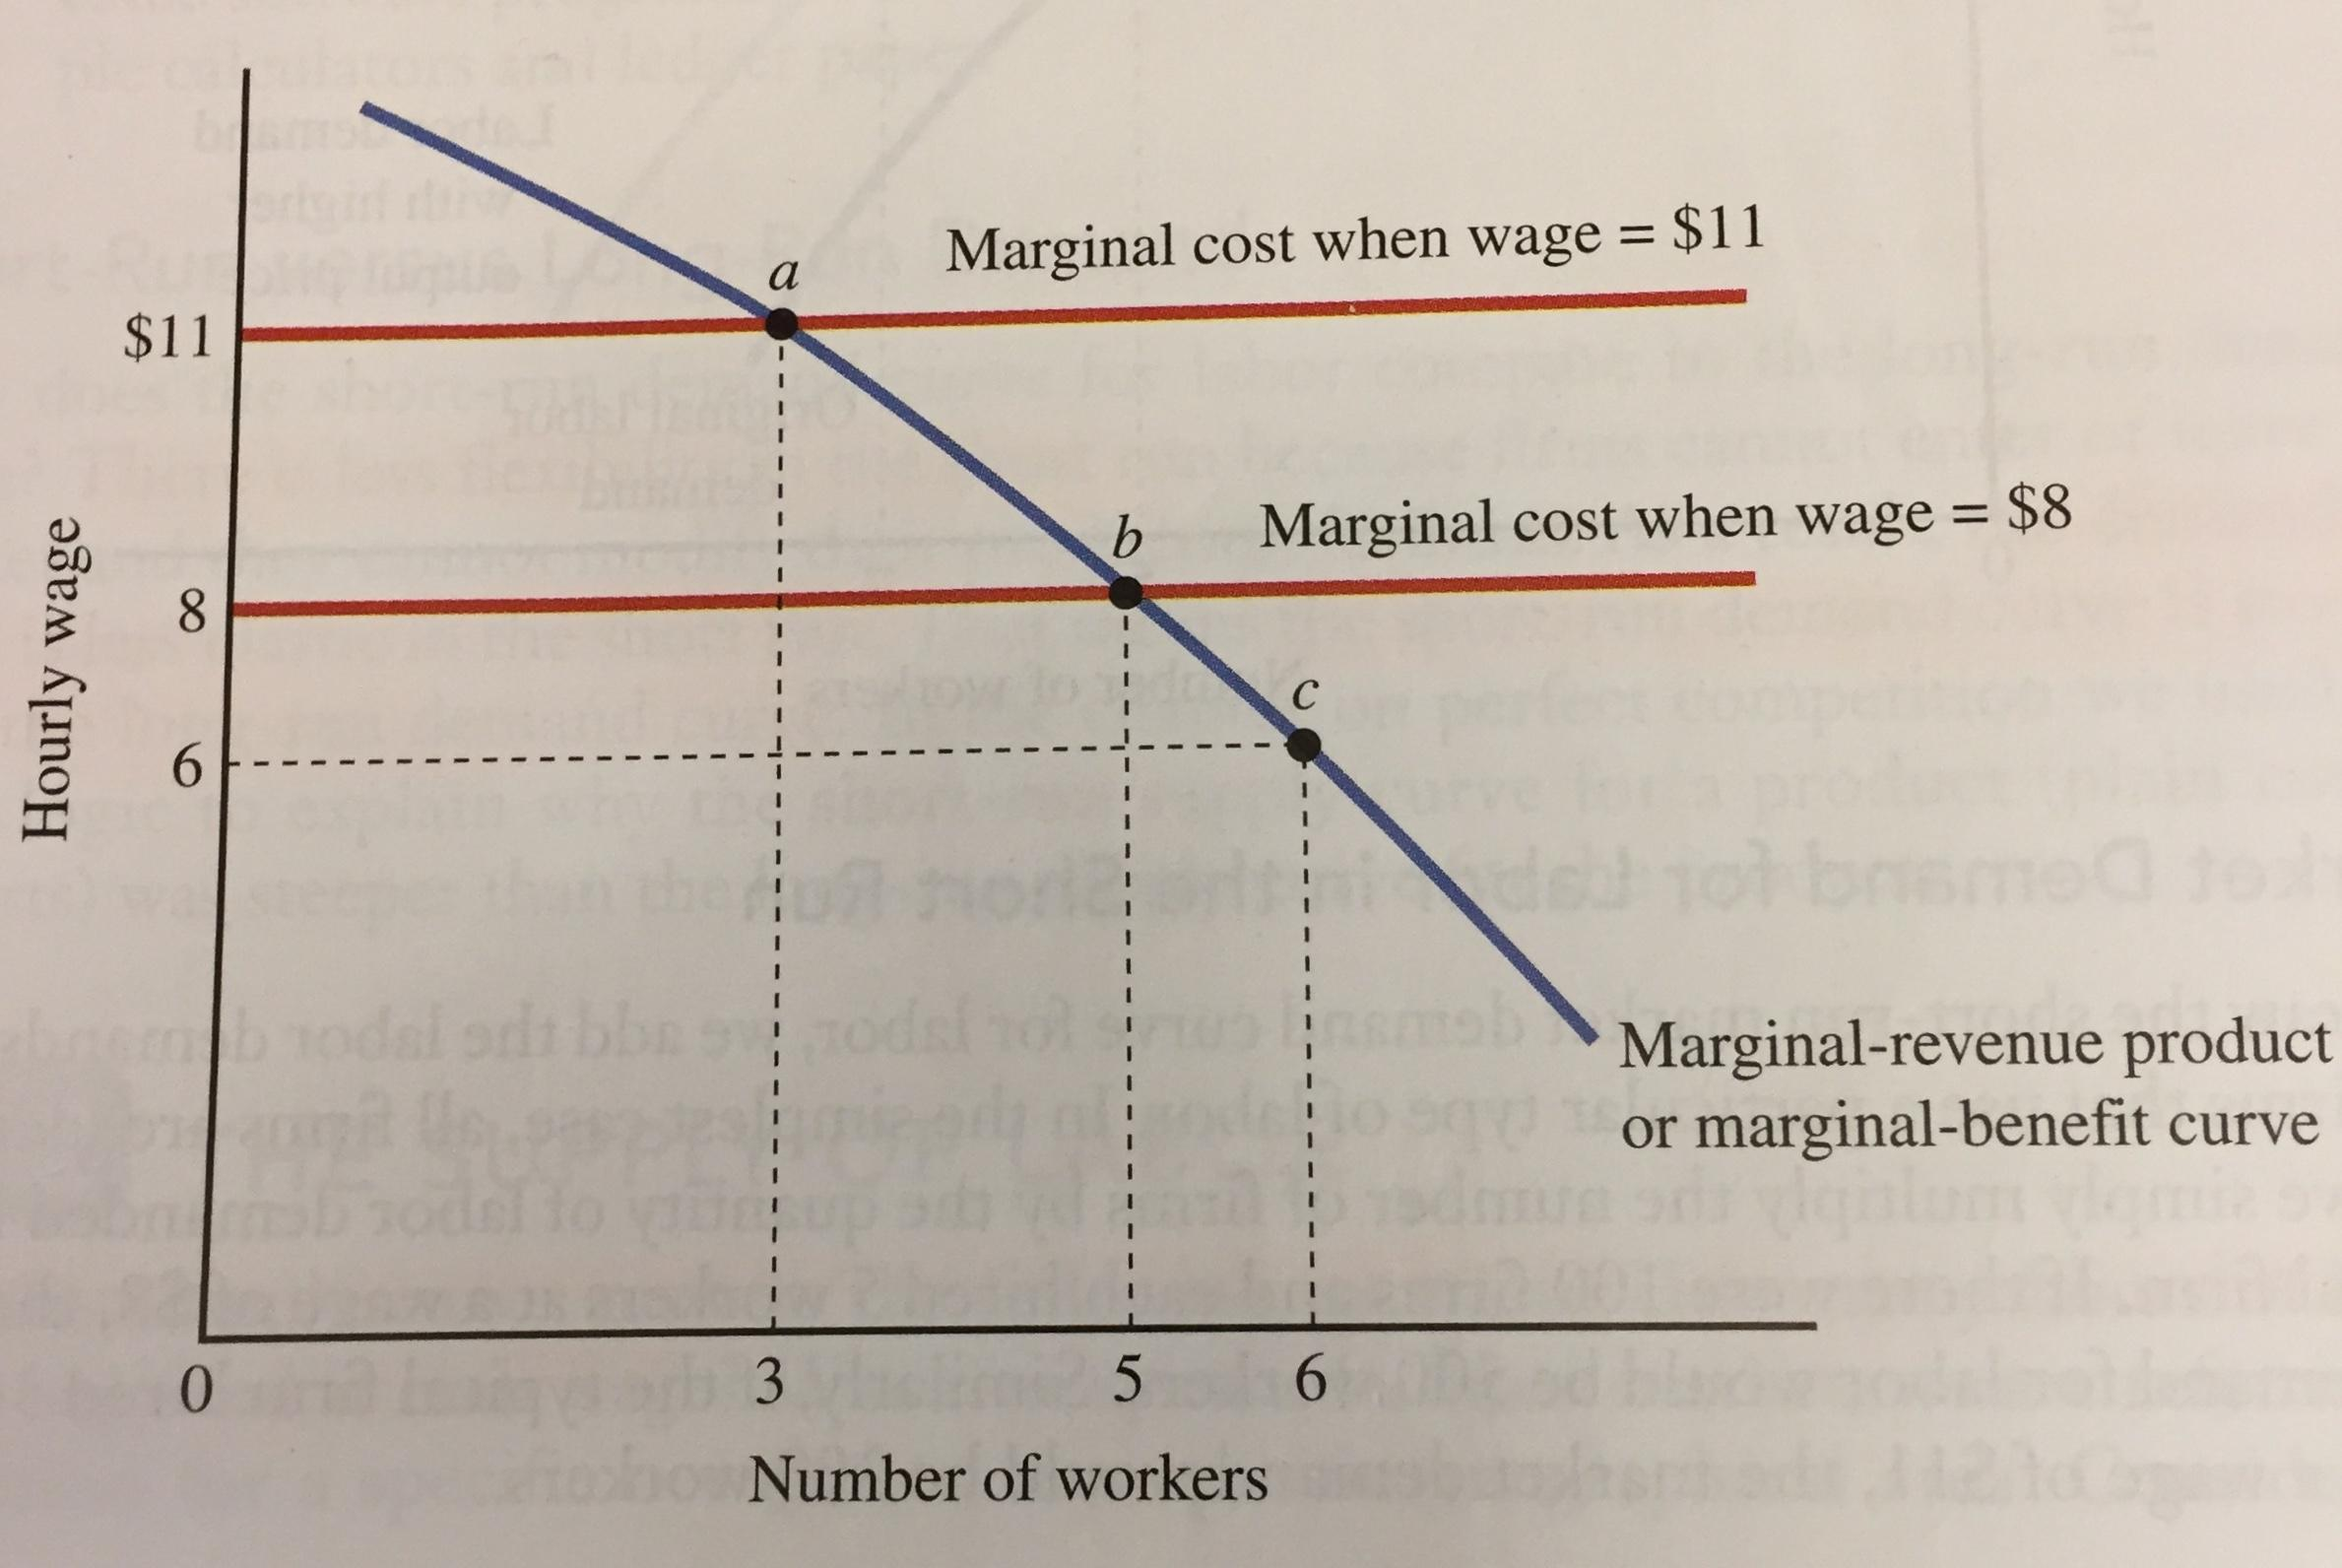 a
Marginal cost when wage = $11
$11
b
Marginal cost when wage = $8
8
c
6
Hourly wage
Marginal-revenue product
or marginal-benefit curve
0
3
5
6
Number of workers